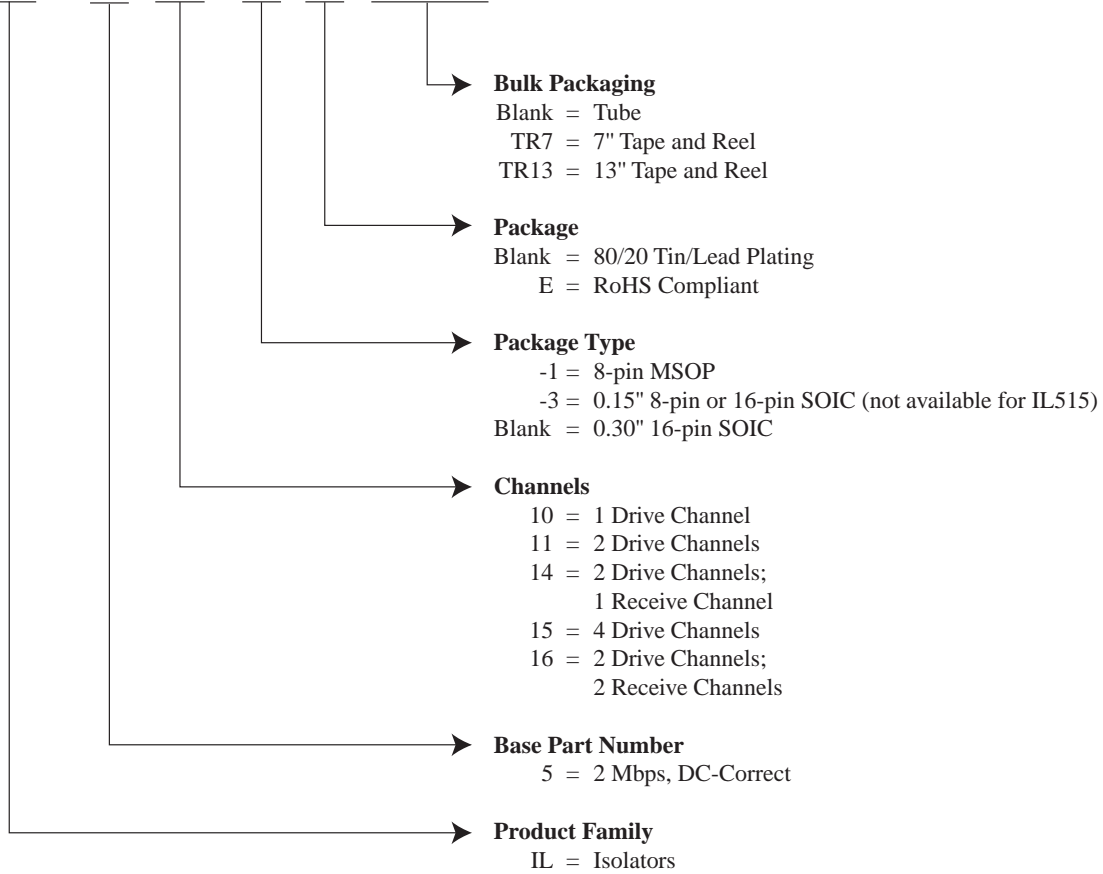 Bulk Packaging
Blank = Tube
TR7 = 7" Tape and Reel
TR13 = 13" Tape and Reel
Package
Blank = 80/20 Tin/Lead Plating
E = RoHS Compliant
Package Type
-1 = 8-pin MSOP
-3 = 0.15" 8-pin or 16-pin SOIC (not available for IL515)
Blank = 0.30" 16-pin SOIC
Channels
10 = 1 Drive Channel
11 = 2 Drive Channels
14 = 2 Drive Channels;
1 Receive Channel
15 = 4 Drive Channels
16 = 2 Drive Channels;
2 Receive Channels
Base Part Number
5 = 2 Mbps, DC-Correct
Product Family
IL = Isolators